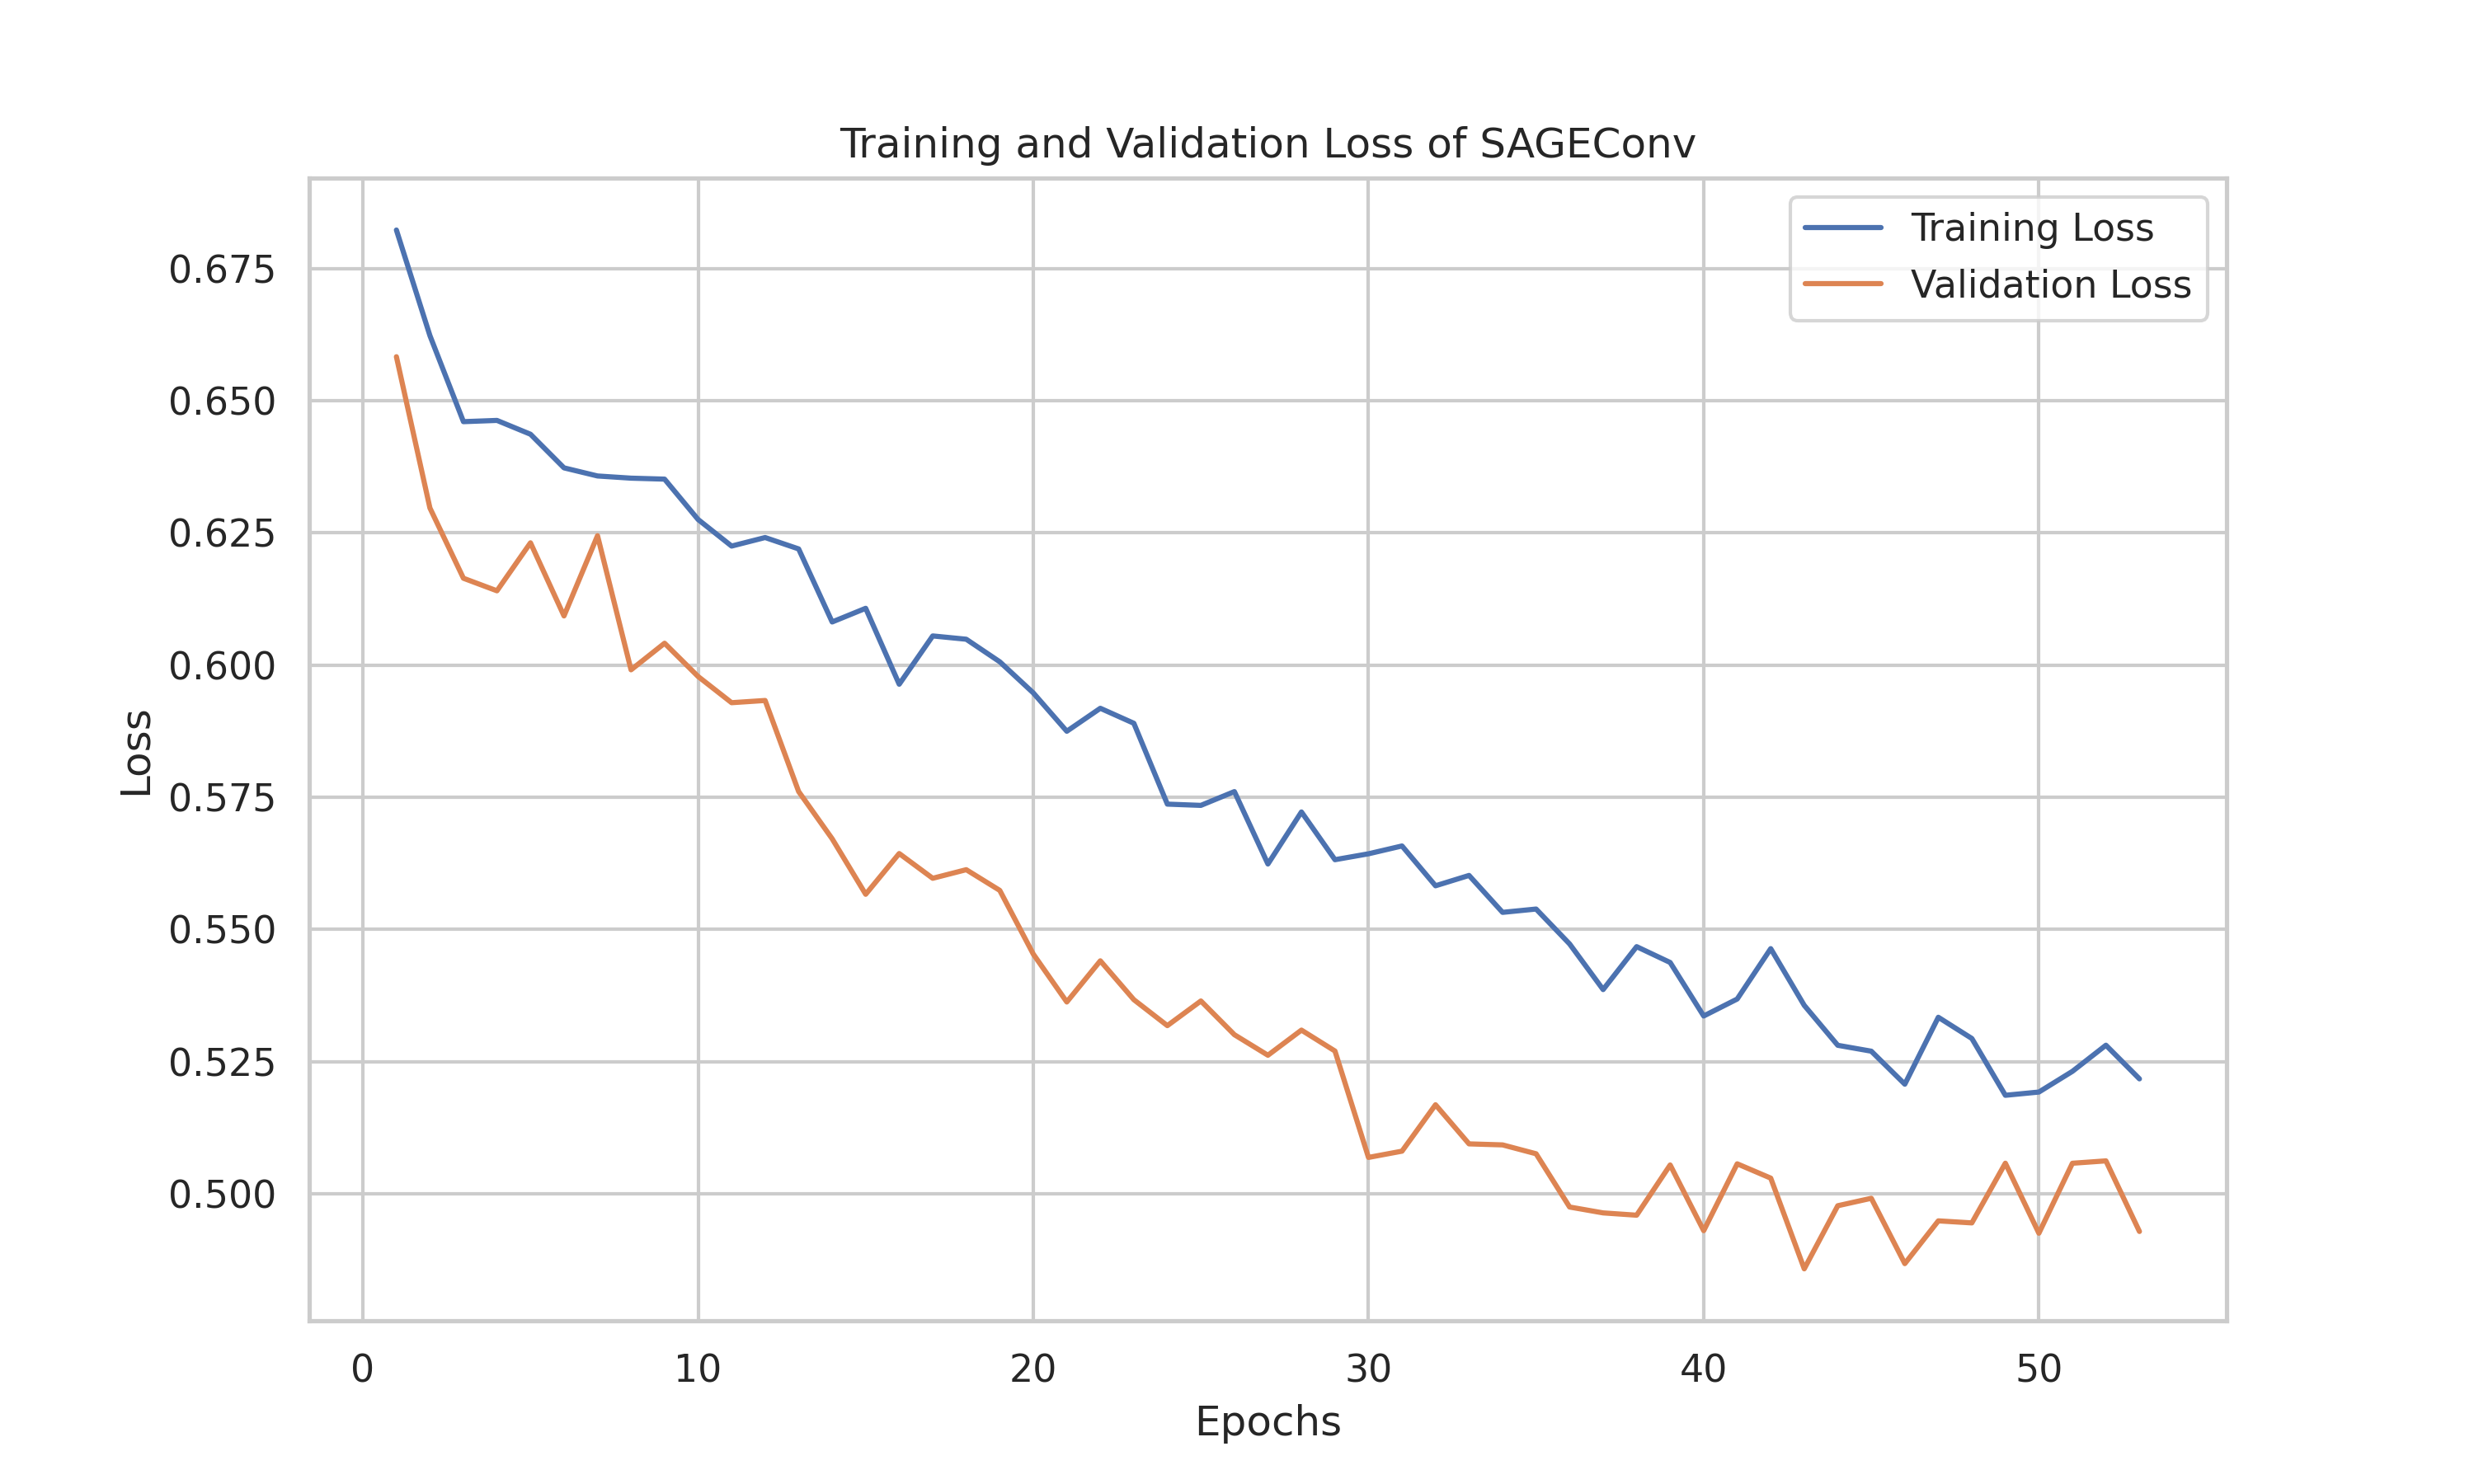 Training and Validation Loss of SAGEConv
Training Loss
Validation Loss
Loss
0.675
0.650
0.625
0.600
0.575
0.550
0.525
0.500
0 10 20 30 40 50
Epochs